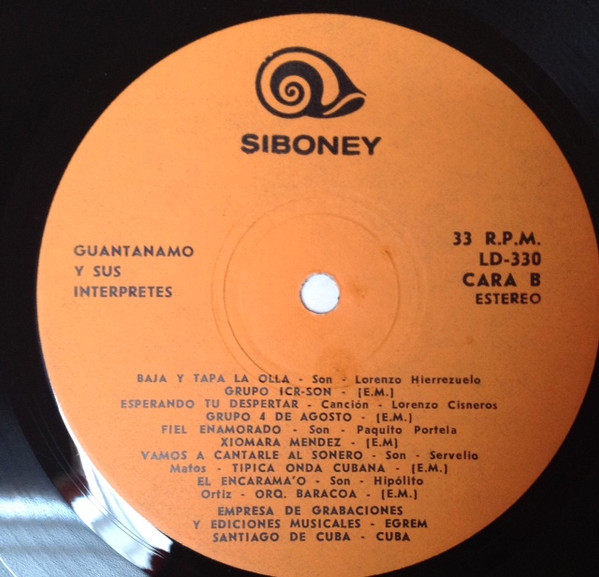 SIBONEY
GUANTANAMO
Y SUS
INTERPRETES
33 R.P.M.
LD-330
CARA B
ESTEREO
BAJA Y TAPA LA OLLA - Son - Lorenzo Hierrezuelo
GRUPO ICR-SON - [E.M.]
ESPERANDO TU DESPERTAR - Canción - Lorenzo Cisneros
GRUPO 4 DE AGOSTO - [E.M.]
FIEL ENAMORADO - Son - Paquito Portela
XIOMARA MENDEZ - [E.M]
VAMOS A CANTARLE AL SONERO - Son - Servelio
Matos - TIPICA ONDA CUBANA - [E.M.]
EL ENCARAMA'O - Son - Hipólito
Ortiz - ORQ. BARACOA - [E.M.]
EMPRESA DE GRABACIONES
Y EDICIONES MUSICALES - EGREM
SANTIAGO DE CUBA - CUBA